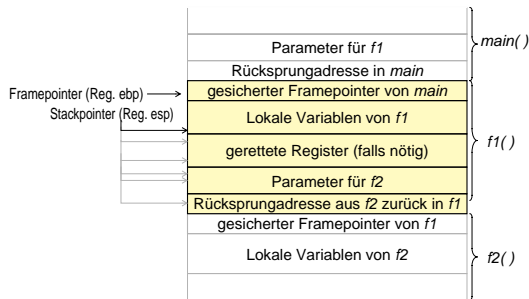 Parameter für f1
main( )
Rücksprungadresse in main
Framepointer (Reg. ebp)
gesicherter Framepointer von main
Stackpointer (Reg. esp)
Lokale Variablen von f1
f1( )
gerettete Register (falls nötig)
Parameter für f2
Rücksprungadresse aus f2 zurück in f1
gesicherter Framepointer von f1
Lokale Variablen von f2
f2( )